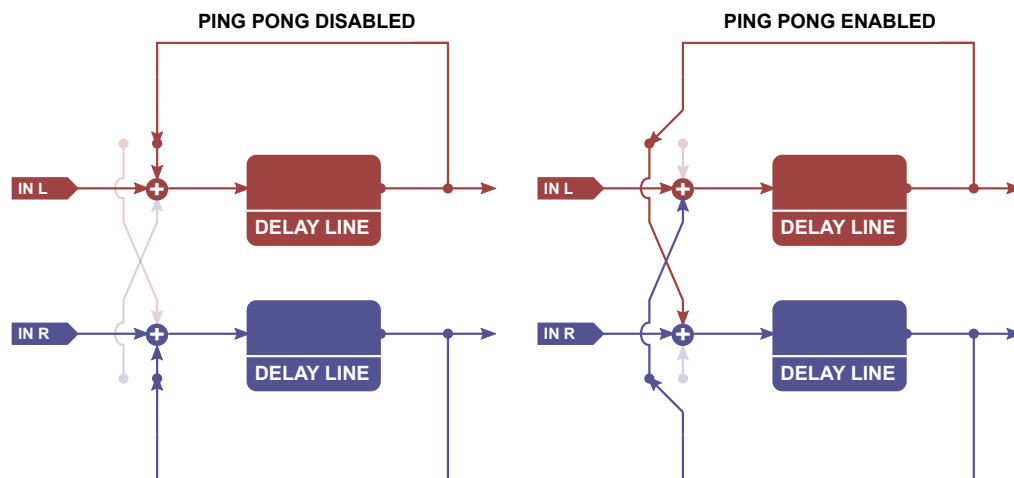 PING PONG DISABLED
IN L
DELAY LINE
IN R
DELAY LINE
PING PONG ENABLED
IN L
DELAY LINE
IN R
DELAY LINE